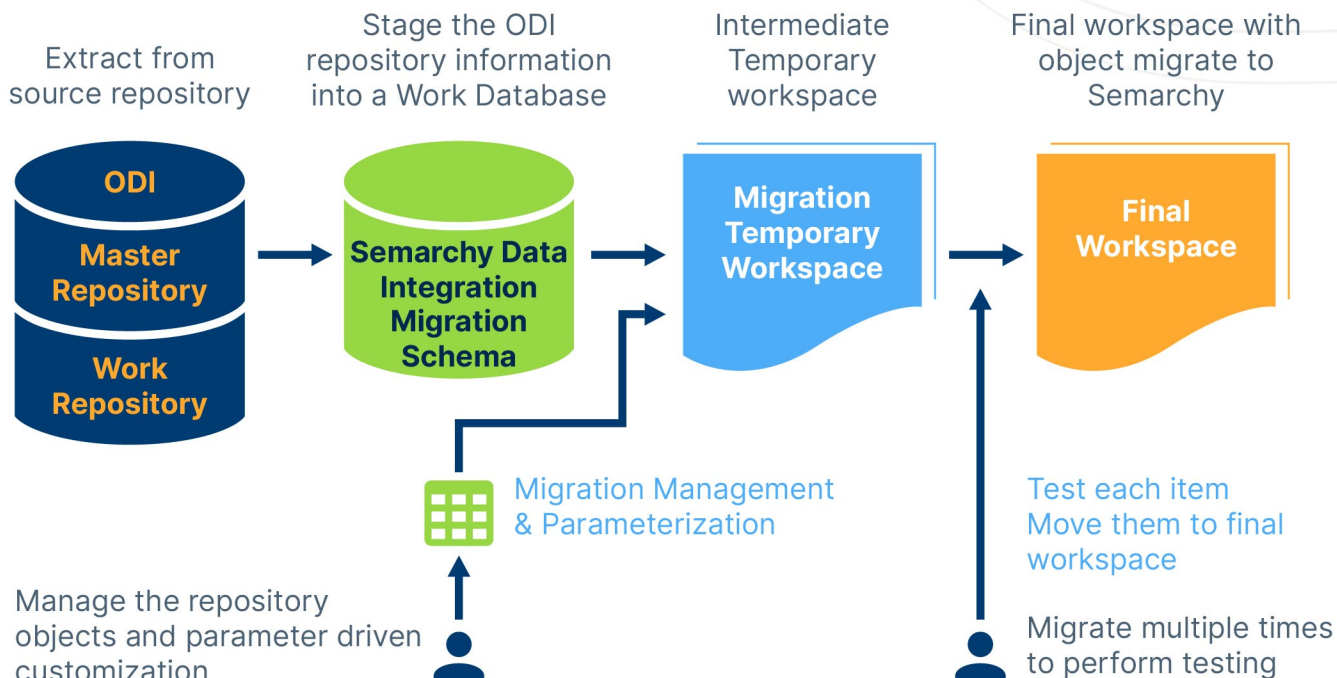 Extract from
source repository
Stage the ODI
repository information
into a Work Database
Intermediate
Temporary
workspace
Final workspace with
object migrate to
Semarchy
ODI
Master
Repository
Work
Repository
Semarchy Data
Integration
Migration
Schema
Migration
Temporary
Workspace
Final
Workspace
Migration Management
& Parameterization
Test each item
Move them to final
workspace
Manage the repository
objects and parameter driven
customization
Migrate multiple times
to perform testing